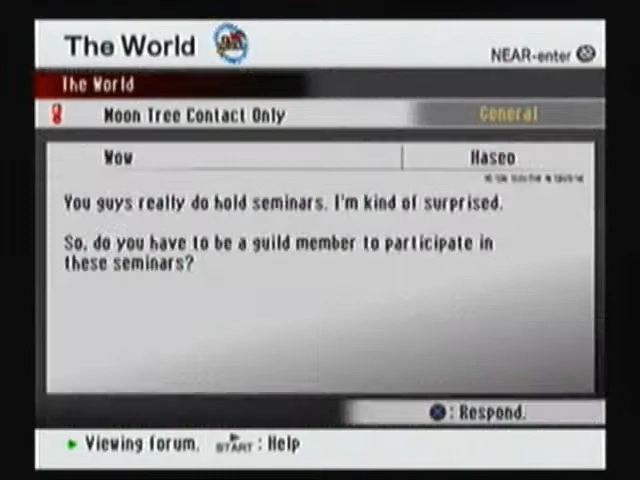 The World
NEAR-enter
The World
Moon Tree Contact Only
General
Wow
Haseo
You guys really do hold seminars. I'm kind of surprised.
So, do you have to be a guild member to participate in
these seminars?
: Respond.
Viewing forum.
START : Help